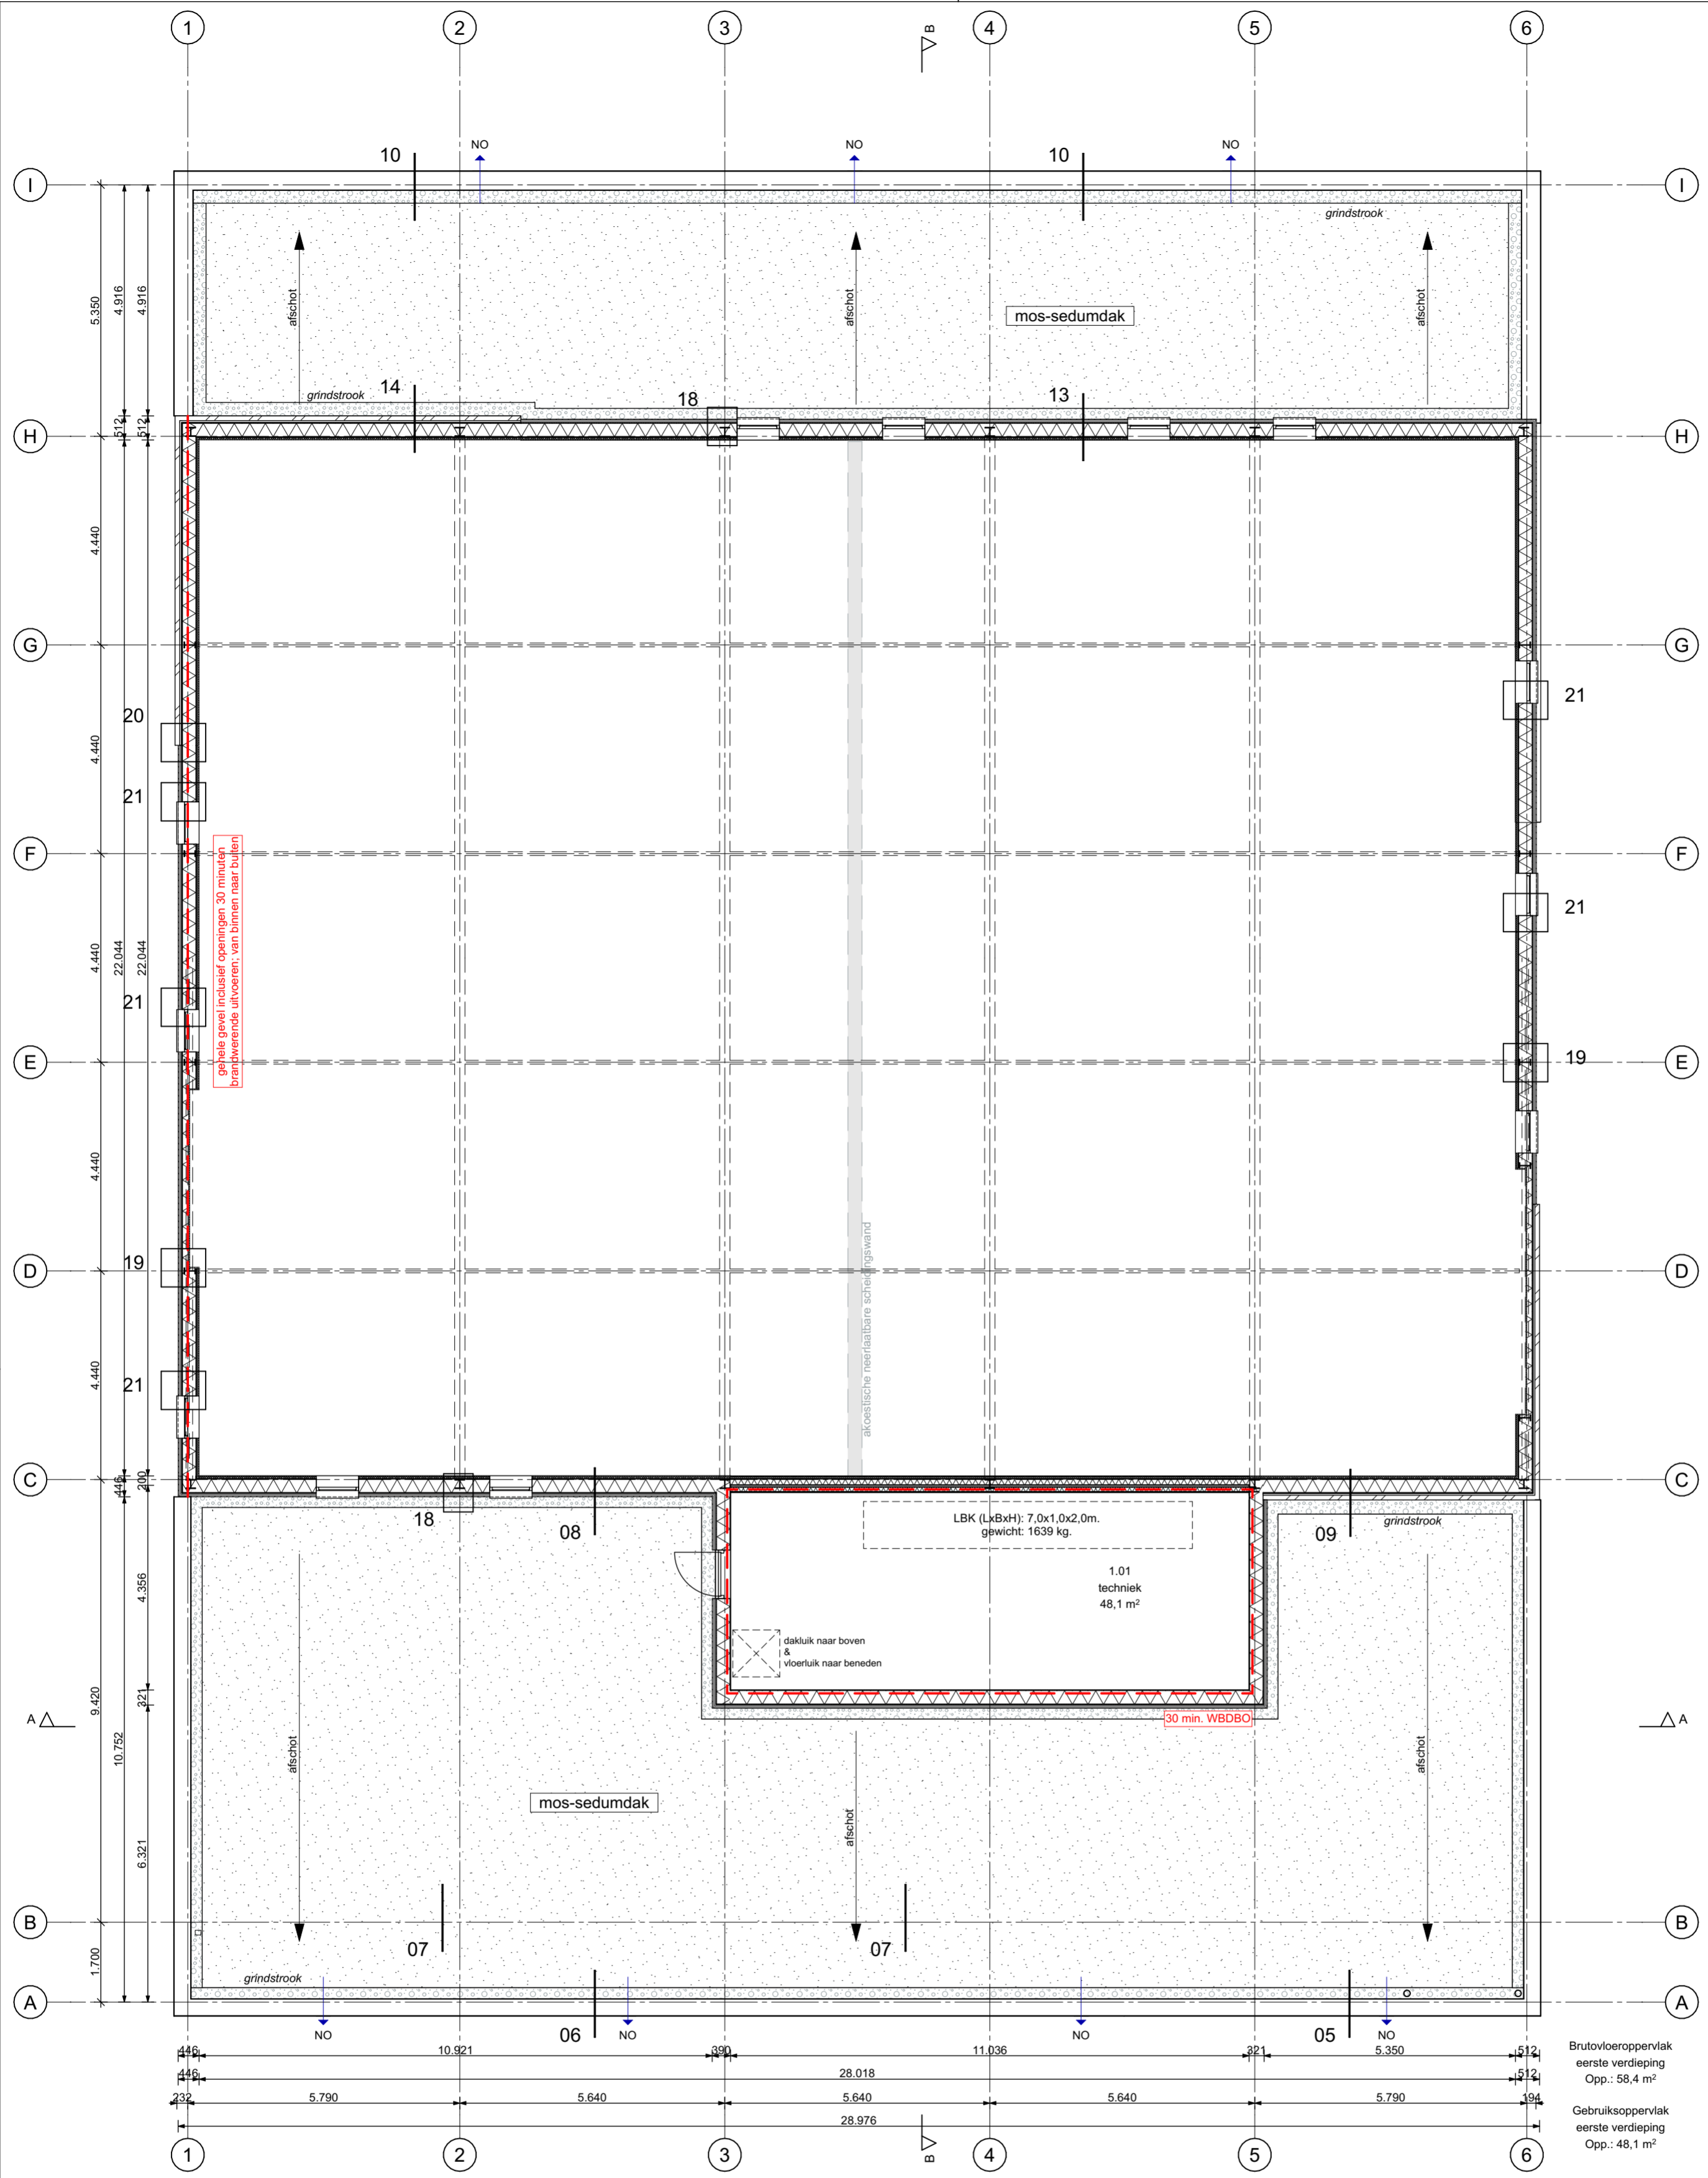 1
2
3
4
5
6
B
NO
NO
NO
10
10
I
I
grindstrook
afschot
afschot
afschot
mos-sedumdak
5.350
4.916
4.916
14
grindstrook
18
13
512
512
H
H
4.440
G
G
21
20
4.440
21
F
F
gehele gevel inclusief openingen 30 minuten
brandwerende uitvoeren; van binnen naar buiten
21
4.440
22.044
22.044
21
E
E
19
4.440
akoestische neerlaatbare scheidingswand
19
D
D
4.440
21
C
C
446
200
18
08
LBK (LxBxH): 7,0x1,0x2,0m.
gewicht: 1639 kg.
grindstrook
09
1.01
techniek
48,1 m²
4.356
dakluik naar boven
&
vloerluik naar beneden
321
9.420
30 min. WBDBO
A
A
10.752
afschot
afschot
afschot
mos-sedumdak
6.321
B
B
07
07
1.700
grindstrook
A
A
NO
NO
NO
NO
06
05
446
10.921
390
11.036
321
5.350
512
446
28.018
512
232
5.790
5.640
5.640
5.640
5.790
194
28.976
Brutovloeroppervlak
eerste verdieping
Opp.: 58,4 m²
Gebruiksoppervlak
eerste verdieping
Opp.: 48,1 m²
B
1
2
3
4
5
6